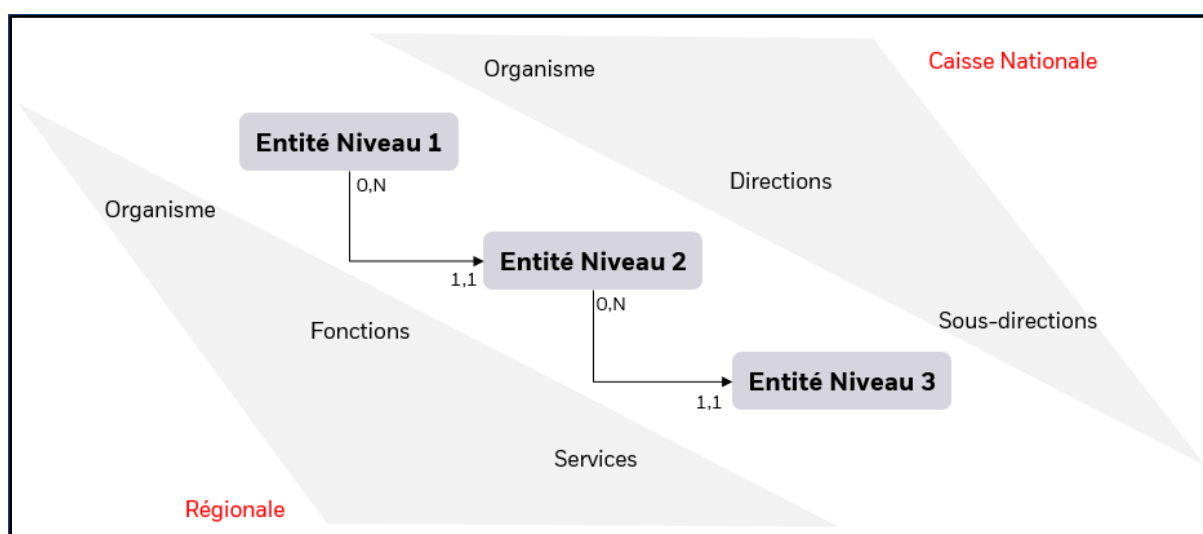 Organisme
Caisse Nationale
Entité Niveau 1
0,N
Directions
Organisme
Entité Niveau 2
1,1
0,N
Fonctions
Sous-directions
Entité Niveau 3
1,1
Services
Régionale